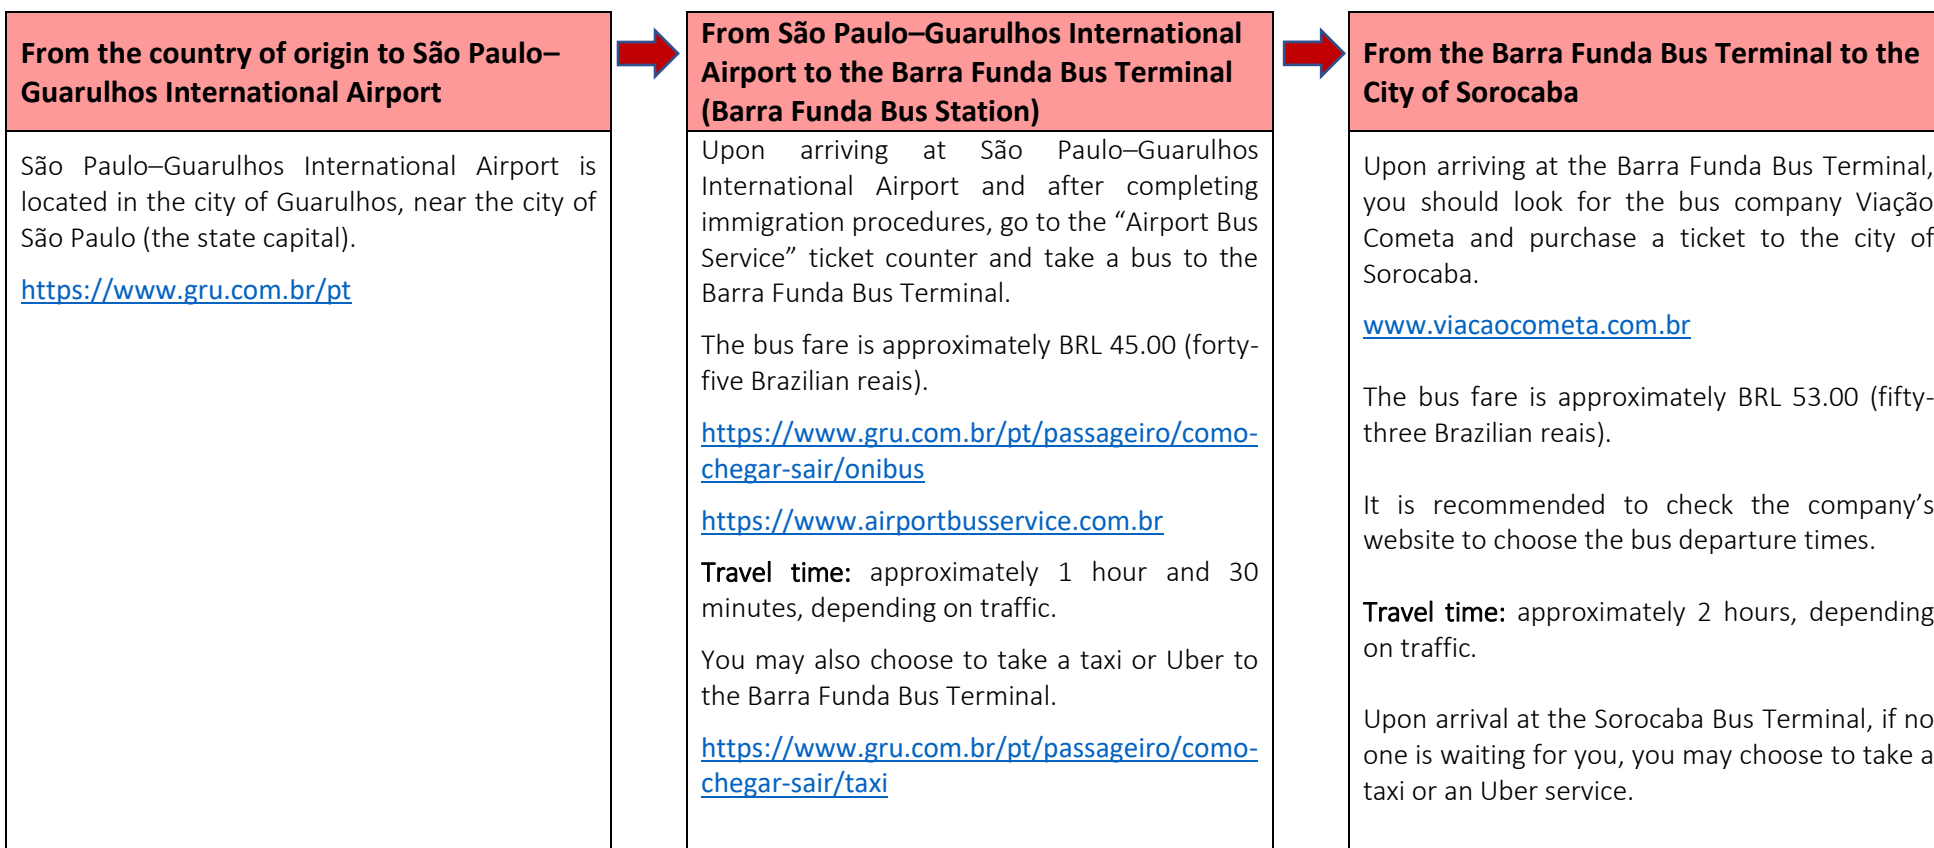 From the country of origin to São Paulo–
Guarulhos International Airport
São Paulo–Guarulhos International Airport is
located in the city of Guarulhos, near the city of
São Paulo (the state capital).
https://www.gru.com.br/pt
From São Paulo–Guarulhos International
Airport to the Barra Funda Bus Terminal
(Barra Funda Bus Station)
Upon arriving at São Paulo–Guarulhos
International Airport and after completing
immigration procedures, go to the “Airport Bus
Service” ticket counter and take a bus to the
Barra Funda Bus Terminal.
The bus fare is approximately BRL 45.00 (forty-
five Brazilian reais).
https://www.gru.com.br/pt/passageiro/como-
chegar-sair/onibus
https://www.airportbusservice.com.br
Travel time: approximately 1 hour and 30
minutes, depending on traffic.
You may also choose to take a taxi or Uber to
the Barra Funda Bus Terminal.
https://www.gru.com.br/pt/passageiro/como-
chegar-sair/taxi
From the Barra Funda Bus Terminal to the
City of Sorocaba
Upon arriving at the Barra Funda Bus Terminal,
you should look for the bus company Viação
Cometa and purchase a ticket to the city of
Sorocaba.
www.viacaocometa.com.br
The bus fare is approximately BRL 53.00 (fifty-
three Brazilian reais).
It is recommended to check the company’s
website to choose the bus departure times.
Travel time: approximately 2 hours, depending
on traffic.
Upon arrival at the Sorocaba Bus Terminal, if no
one is waiting for you, you may choose to take a
taxi or an Uber service.